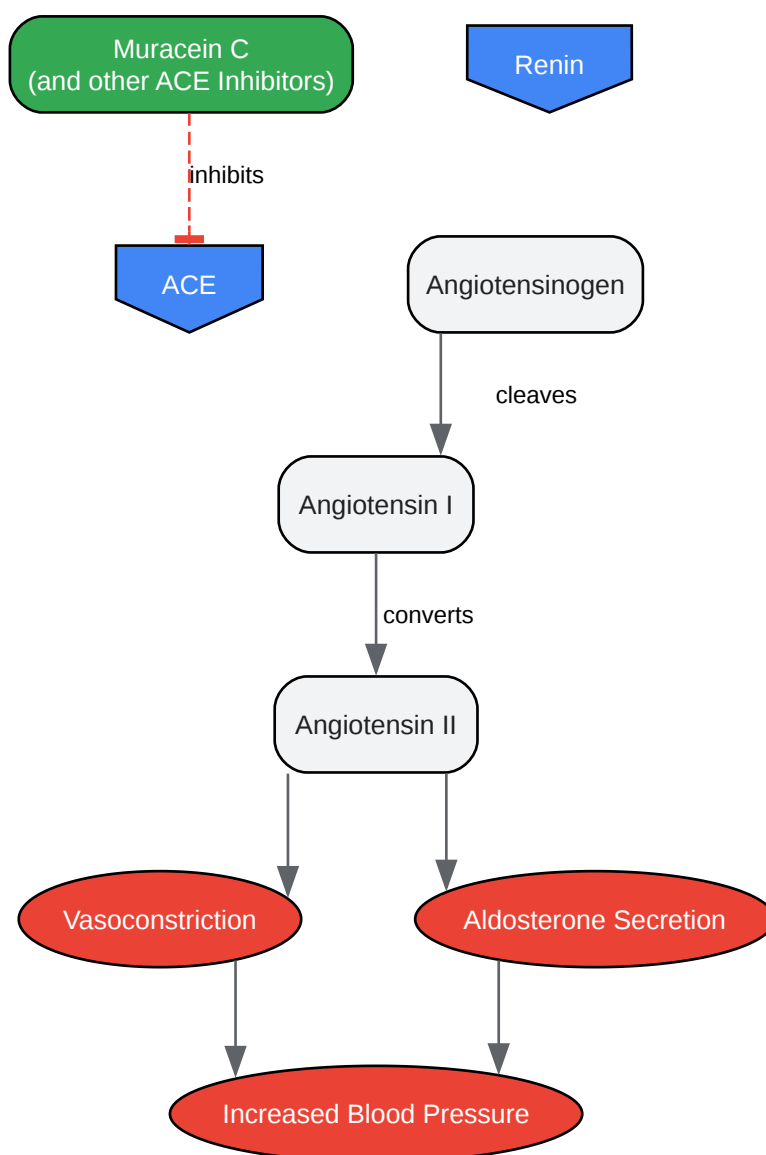 Muracein C
(and other ACE Inhibitors)
Renin
inhibits
ACE
Angiotensinogen
cleaves
Angiotensin I
converts
Angiotensin II
Vasoconstriction
Aldosterone Secretion
Increased Blood Pressure